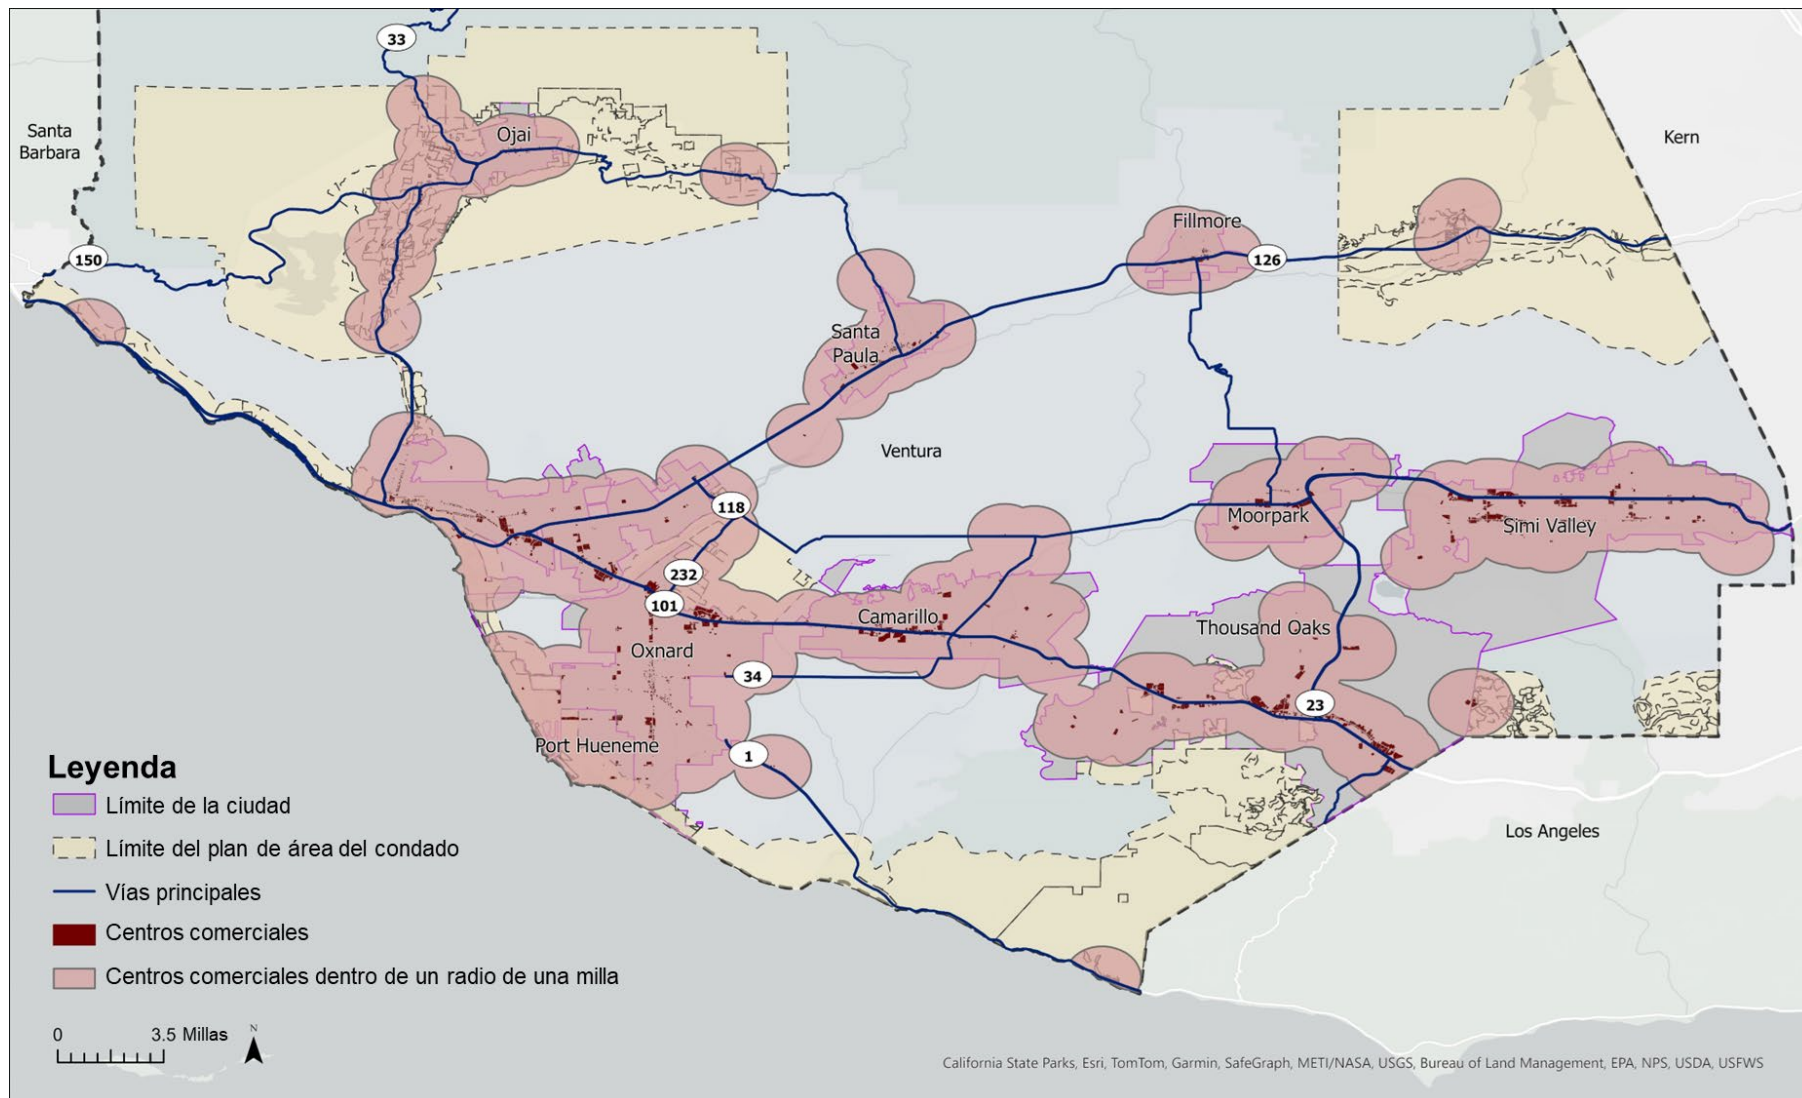 33
Santa
Barbara
Ojai
Kern
150
Fillmore
126
Santa
Paula
Ventura
118
Moorpark
Simi Valley
232
101
Camarillo
Thousand Oaks
Oxnard
34
23
Port Hueneme
1
Los Angeles
Leyenda
Límite de la ciudad
Límite del plan de área del condado
Vías principales
Centros comerciales
Centros comerciales dentro de un radio de una milla
0 3.5 Millas
N
California State Parks, Esri, TomTom, Garmin, SafeGraph, METI/NASA, USGS, Bureau of Land Management, EPA, NPS, USDA, USFWS